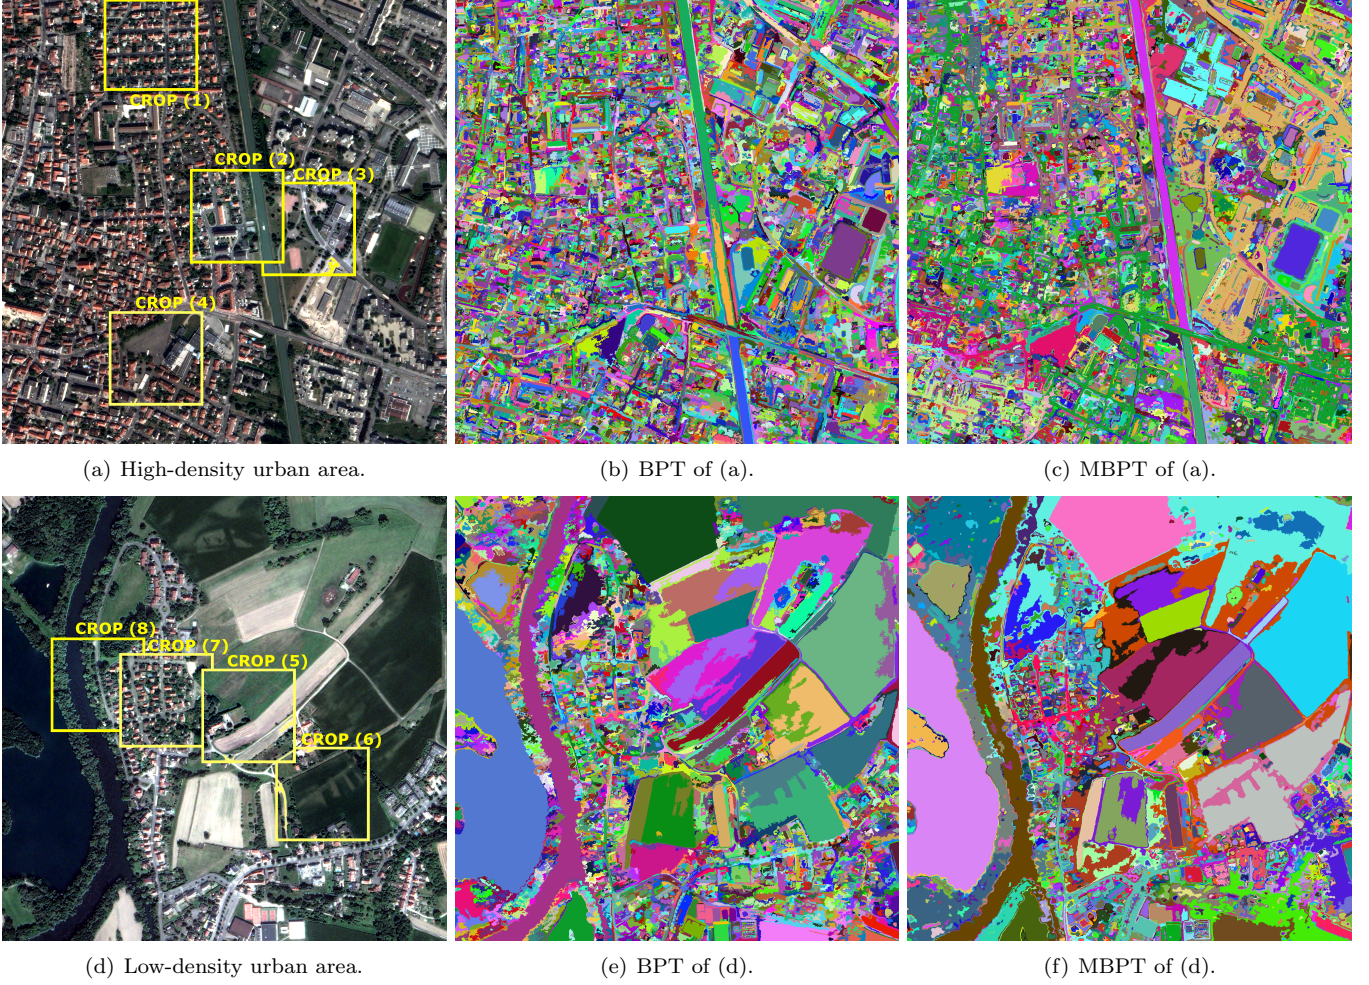 CROP (1)
CROP (2)
CROP (3)
CROP (4)
(a) High-density urban area.
(b) BPT of (a).
(c) MBPT of (a).
CROP (8)
CROP (7)
CROP (5)
CROP (6)
(d) Low-density urban area.
(e) BPT of (d).
(f) MBPT of (d).